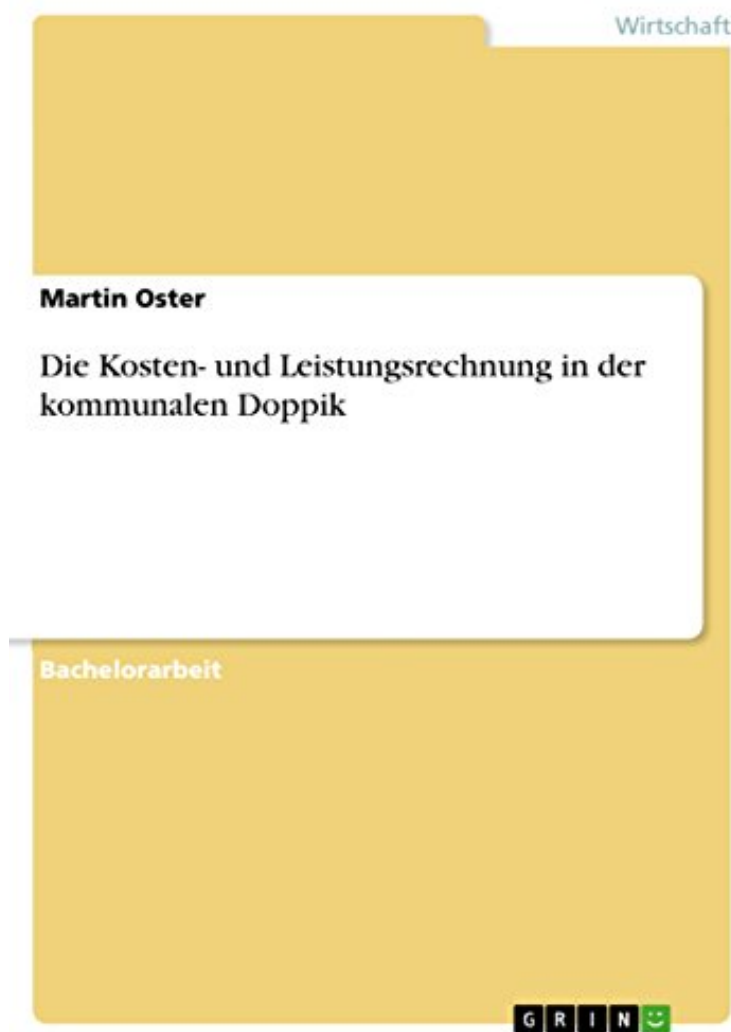 Wirtschaft
Martin Oster
Die Kosten- und Leistungsrechnung in der
kommunalen Doppik
Bachelorarbeit
GRIN